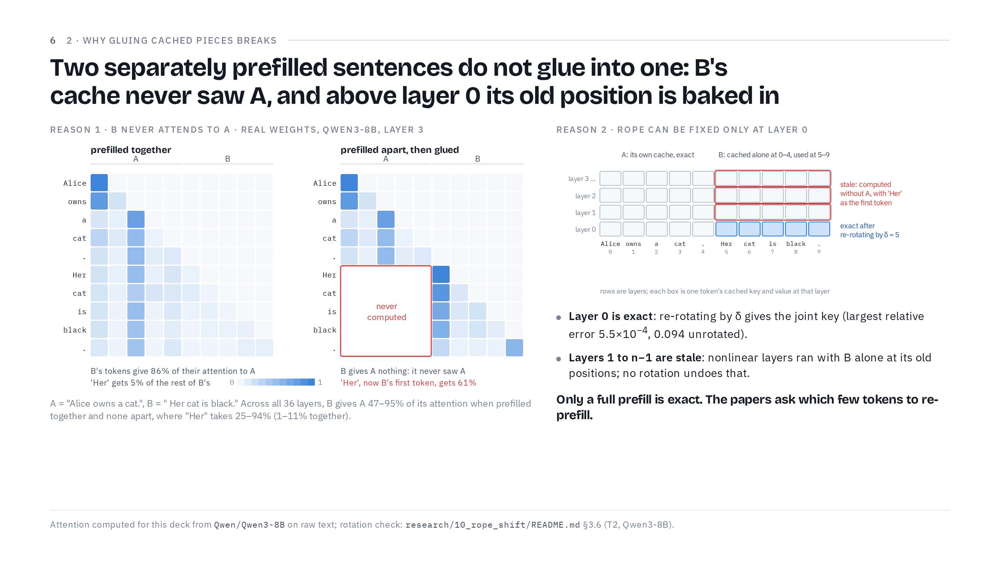 6 2 · WHY GLUING CACHED PIECES BREAKS
Two separately prefilled sentences do not glue into one: B's
cache never saw A, and above layer 0 its old position is baked in
REASON 1 · B NEVER ATTENDS TO A · REAL WEIGHTS, QWEN3-8B, LAYER 3
prefilled together
A B
Alice
owns
a
cat
.
Her
cat
is
black
.
B's tokens give 86% of their attention to A
'Her' gets 5% of the rest of B's
0 1
prefilled apart, then glued
A B
Alice
owns
a
cat
.
Her
cat
is
black
.
never
computed
B gives A nothing: it never saw A
'Her', now B's first token, gets 61%
A = "Alice owns a cat.", B = " Her cat is black." Across all 36 layers, B gives A 47–95% of its attention when prefilled
together and none apart, where "Her" takes 25–94% (1–11% together).
REASON 2 · ROPE CAN BE FIXED ONLY AT LAYER 0
A: its own cache, exact B: cached alone at 0–4, used at 5–9
layer 3 ...
layer 2
layer 1
layer 0
stale: computed
without A, with 'Her'
as the first token
exact after
re-rotating by δ = 5
Alice owns a cat . Her cat is black .
0 1 2 3 4 5 6 7 8 9
rows are layers; each box is one token's cached key and value at that layer
Layer 0 is exact: re-rotating by δ gives the joint key (largest relative
error 5.5×10⁻⁴, 0.094 unrotated).
Layers 1 to n−1 are stale: nonlinear layers ran with B alone at its old
positions; no rotation undoes that.
Only a full prefill is exact. The papers ask which few tokens to re-
prefill.
Attention computed for this deck from Qwen/Qwen3-8B on raw text; rotation check: research/10_rope_shift/README.md §3.6 (T2, Qwen3-8B).